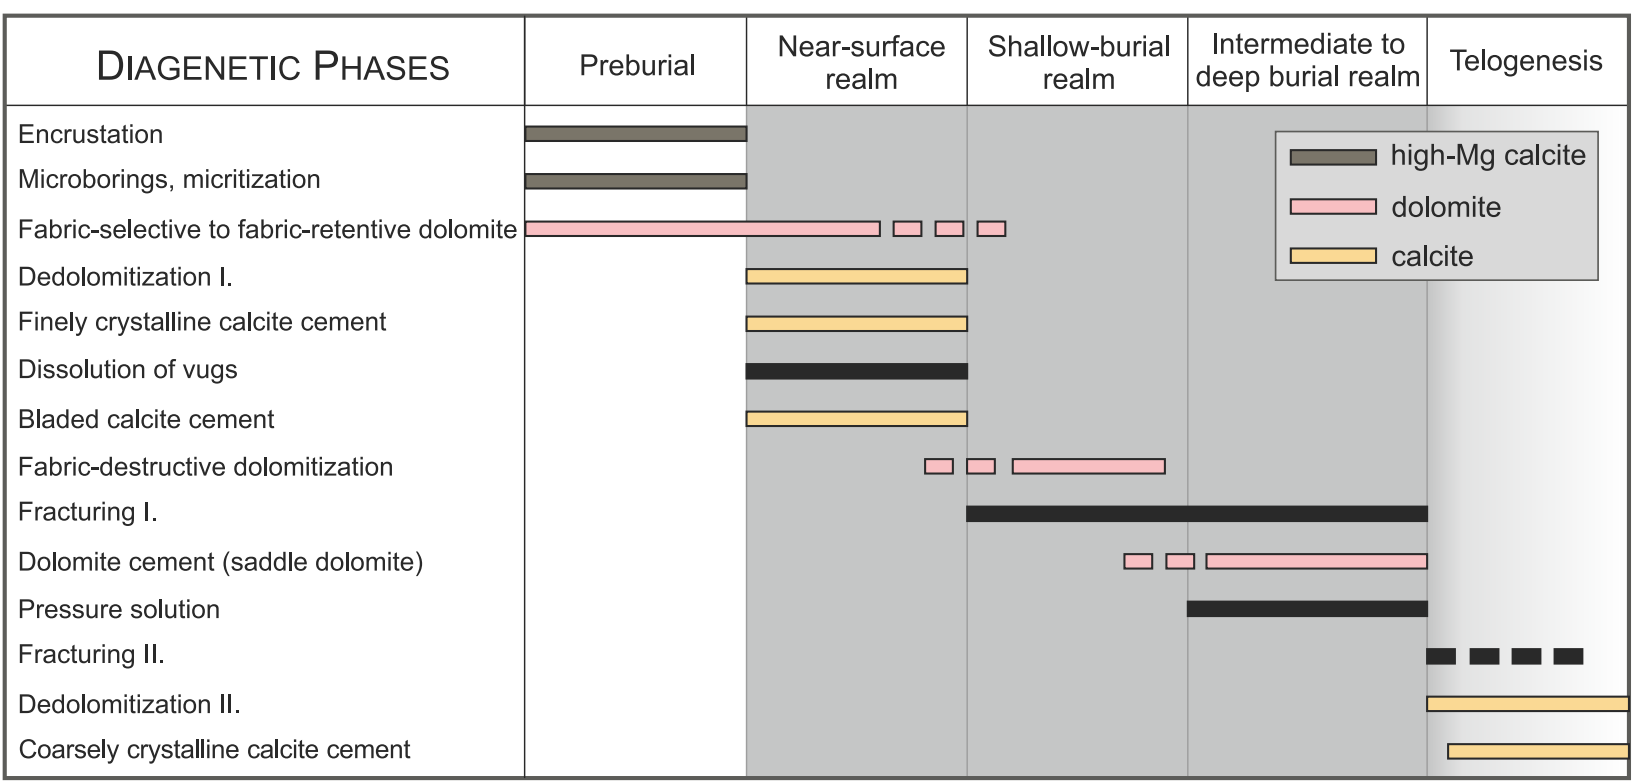 DIAGENETIC PHASES
Preburial
Near-surface
realm
Shallow-burial
realm
Intermediate to
deep burial realm
Telogenesis
Encrustation
Microborings, micritization
Fabric-selective to fabric-retentive dolomite
Dedolomitization I.
Finely crystalline calcite cement
Dissolution of vugs
Bladed calcite cement
Fabric-destructive dolomitization
Fracturing I.
Dolomite cement (saddle dolomite)
Pressure solution
Fracturing II.
Dedolomitization II.
Coarsely crystalline calcite cement
high-Mg calcite
dolomite
calcite